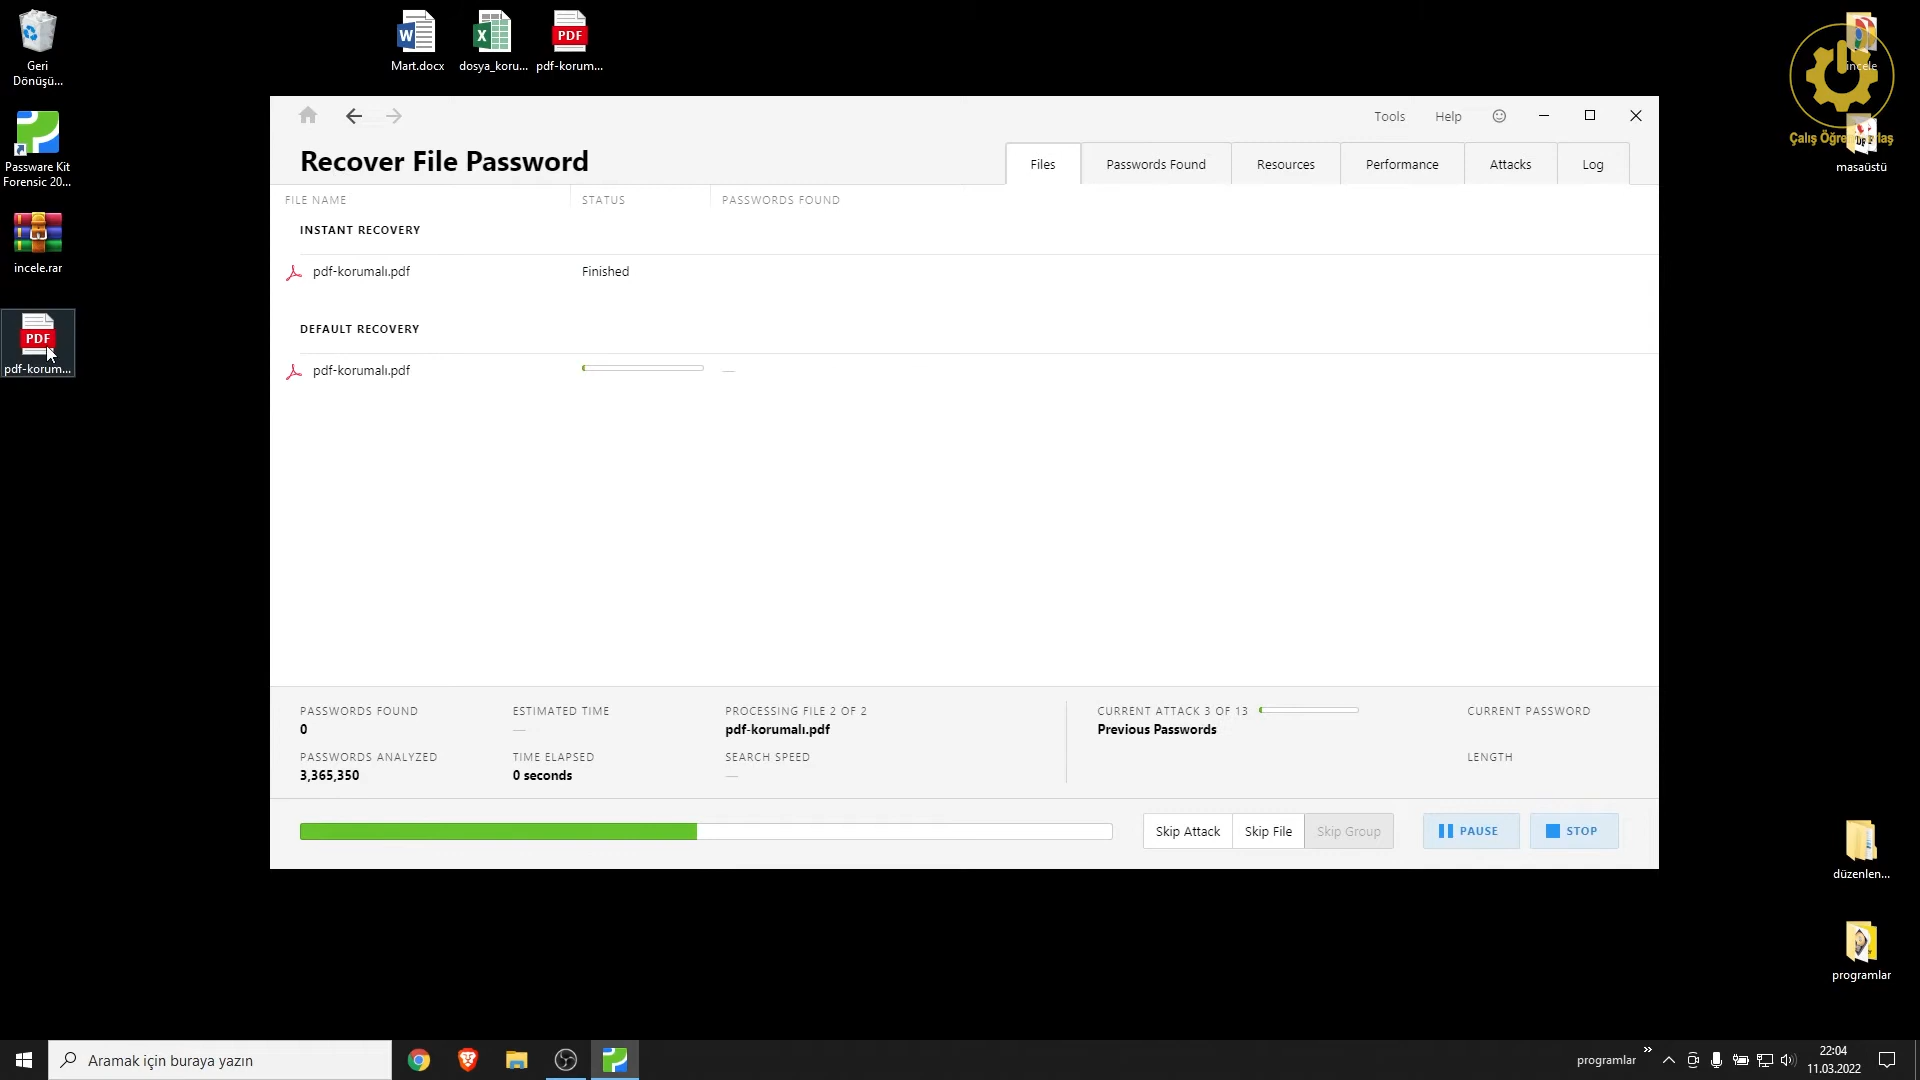 Geri
Dönüşü...
Passware Kit
Forensic 20...
incele.rar
PDF
pdf-korum...
Mart.docx
dosya_koru...
PDF
pdf-korum...
incele
masaüstü
düzenlen...
programlar
Tools
Help
Recover File Password
Files
Passwords Found
Resources
Performance
Attacks
Log
FILE NAME
STATUS
PASSWORDS FOUND
INSTANT RECOVERY
pdf-korumalı.pdf
Finished
DEFAULT RECOVERY
pdf-korumalı.pdf
PASSWORDS FOUND
0
ESTIMATED TIME
PROCESSING FILE 2 OF 2
pdf-korumalı.pdf
CURRENT ATTACK 3 OF 13
Previous Passwords
CURRENT PASSWORD
PASSWORDS ANALYZED
3,365,350
TIME ELAPSED
0 seconds
SEARCH SPEED
LENGTH
Skip Attack
Skip File
Skip Group
PAUSE
STOP
Aramak için buraya yazın
programlar
22:04
11.03.2022